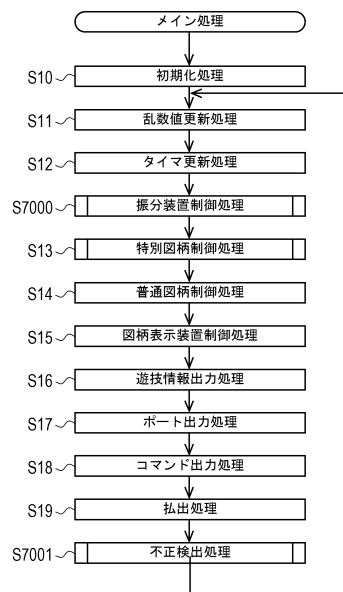 メイン処理
S10 初期化処理
S11 乱数値更新処理
S12 タイマ更新処理
S7000 振分装置制御処理
S13 特別図柄制御処理
S14 普通図柄制御処理
S15 図柄表示装置制御処理
S16 遊技情報出力処理
S17 ポート出力処理
S18 コマンド出力処理
S19 払出処理
S7001 不正検出処理